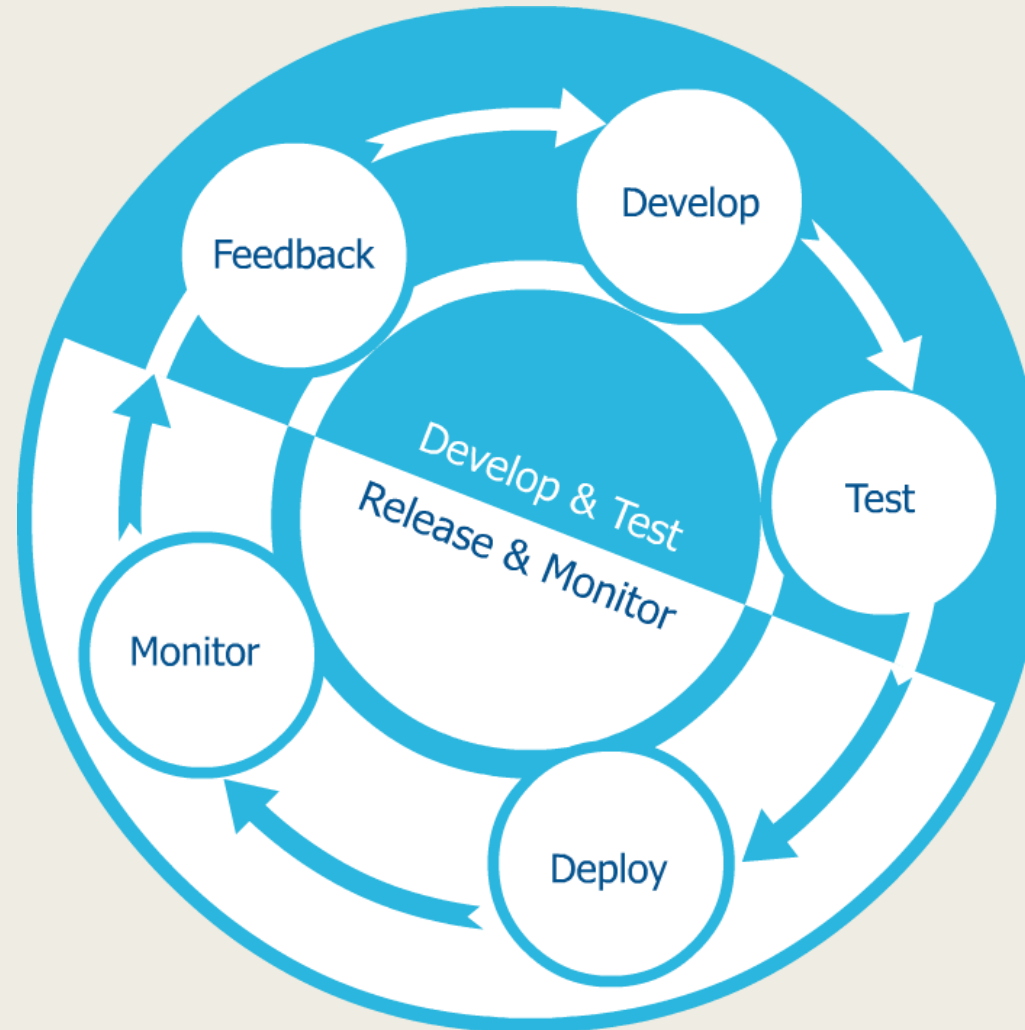 Develop
Feedback
Develop & Test
Release & Monitor
Test
Monitor
Deploy